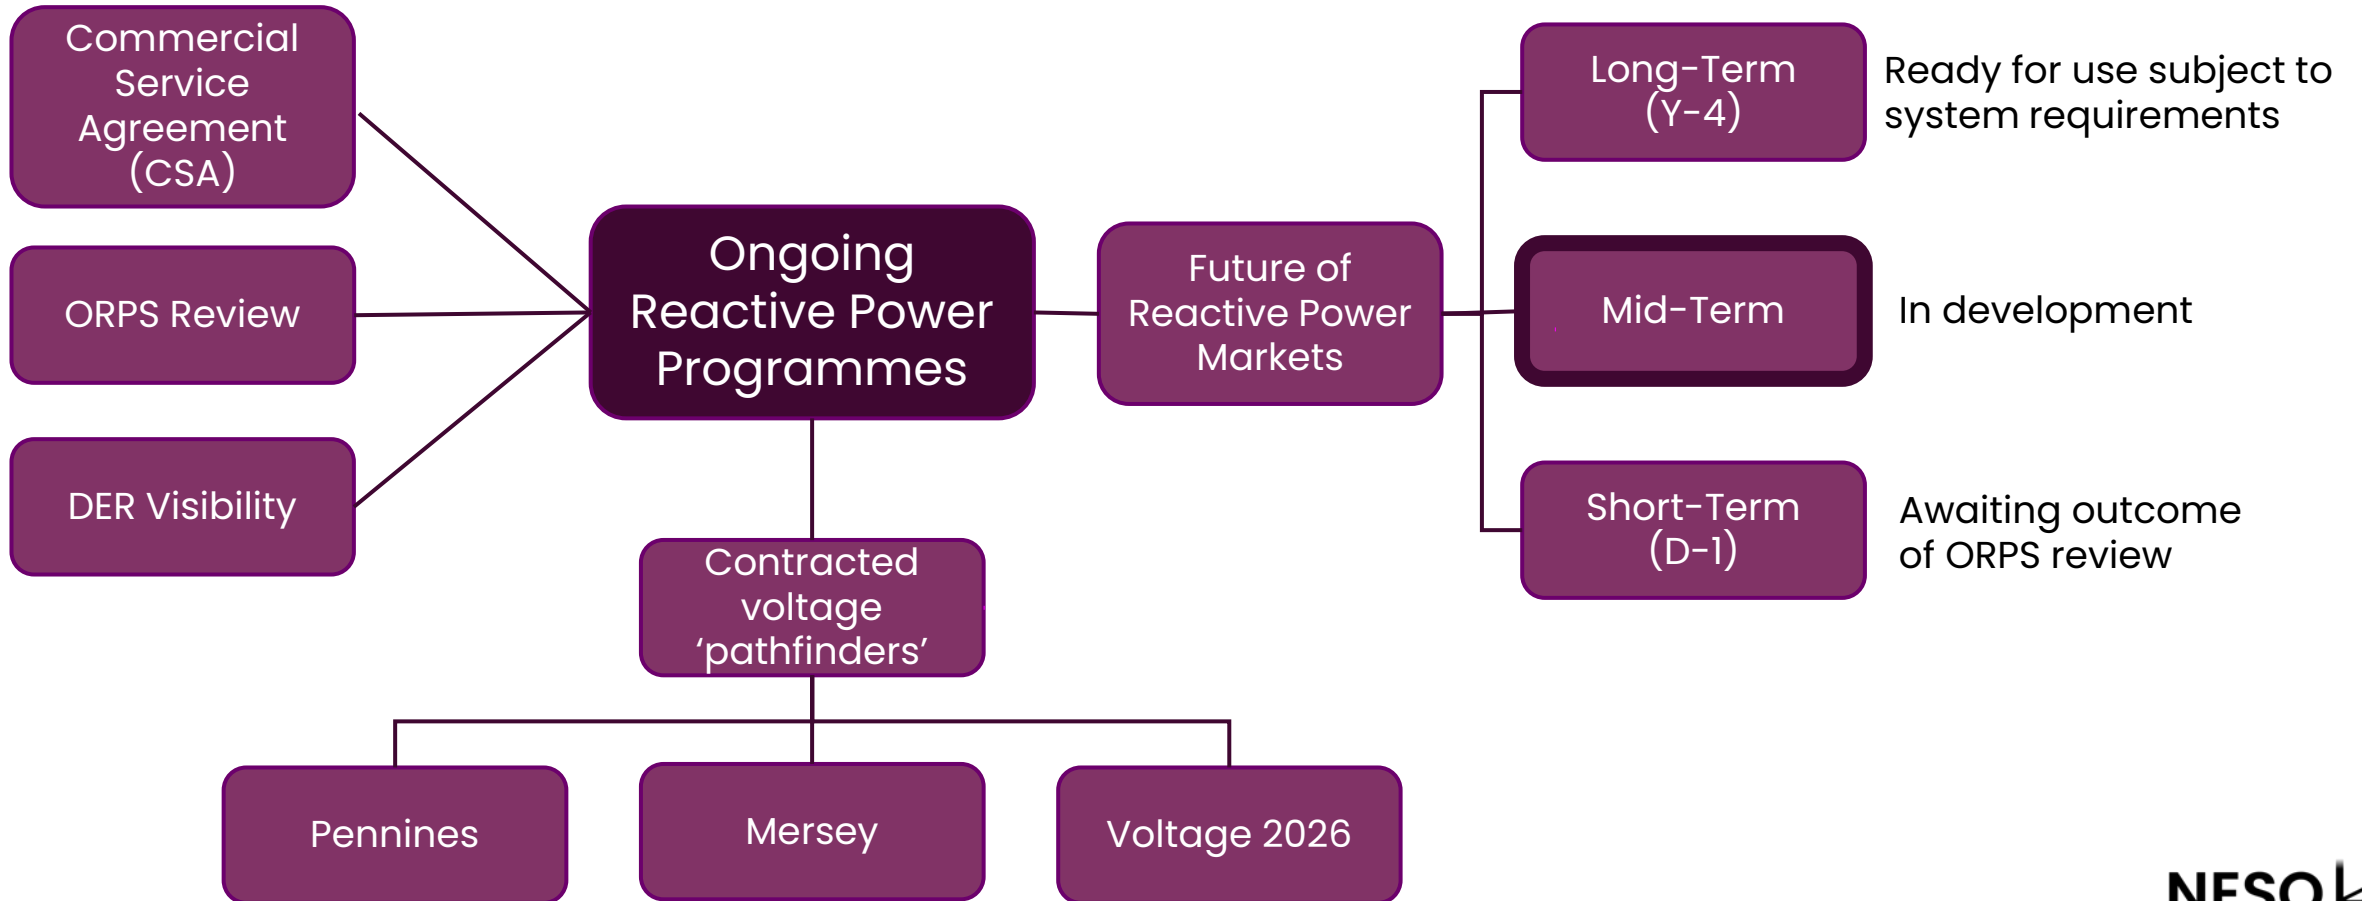 Commercial
Service
Agreement
(CSA)
ORPS Review
DER Visibility
Ongoing
Reactive Power
Programmes
Contracted
voltage
‘pathfinders’
Pennines
Mersey
Voltage 2026
Future of
Reactive Power
Markets
Long-Term
(Y-4)
Ready for use subject to
system requirements
Mid-Term
In development
Short-Term
(D-1)
Awaiting outcome
of ORPS review
NESO